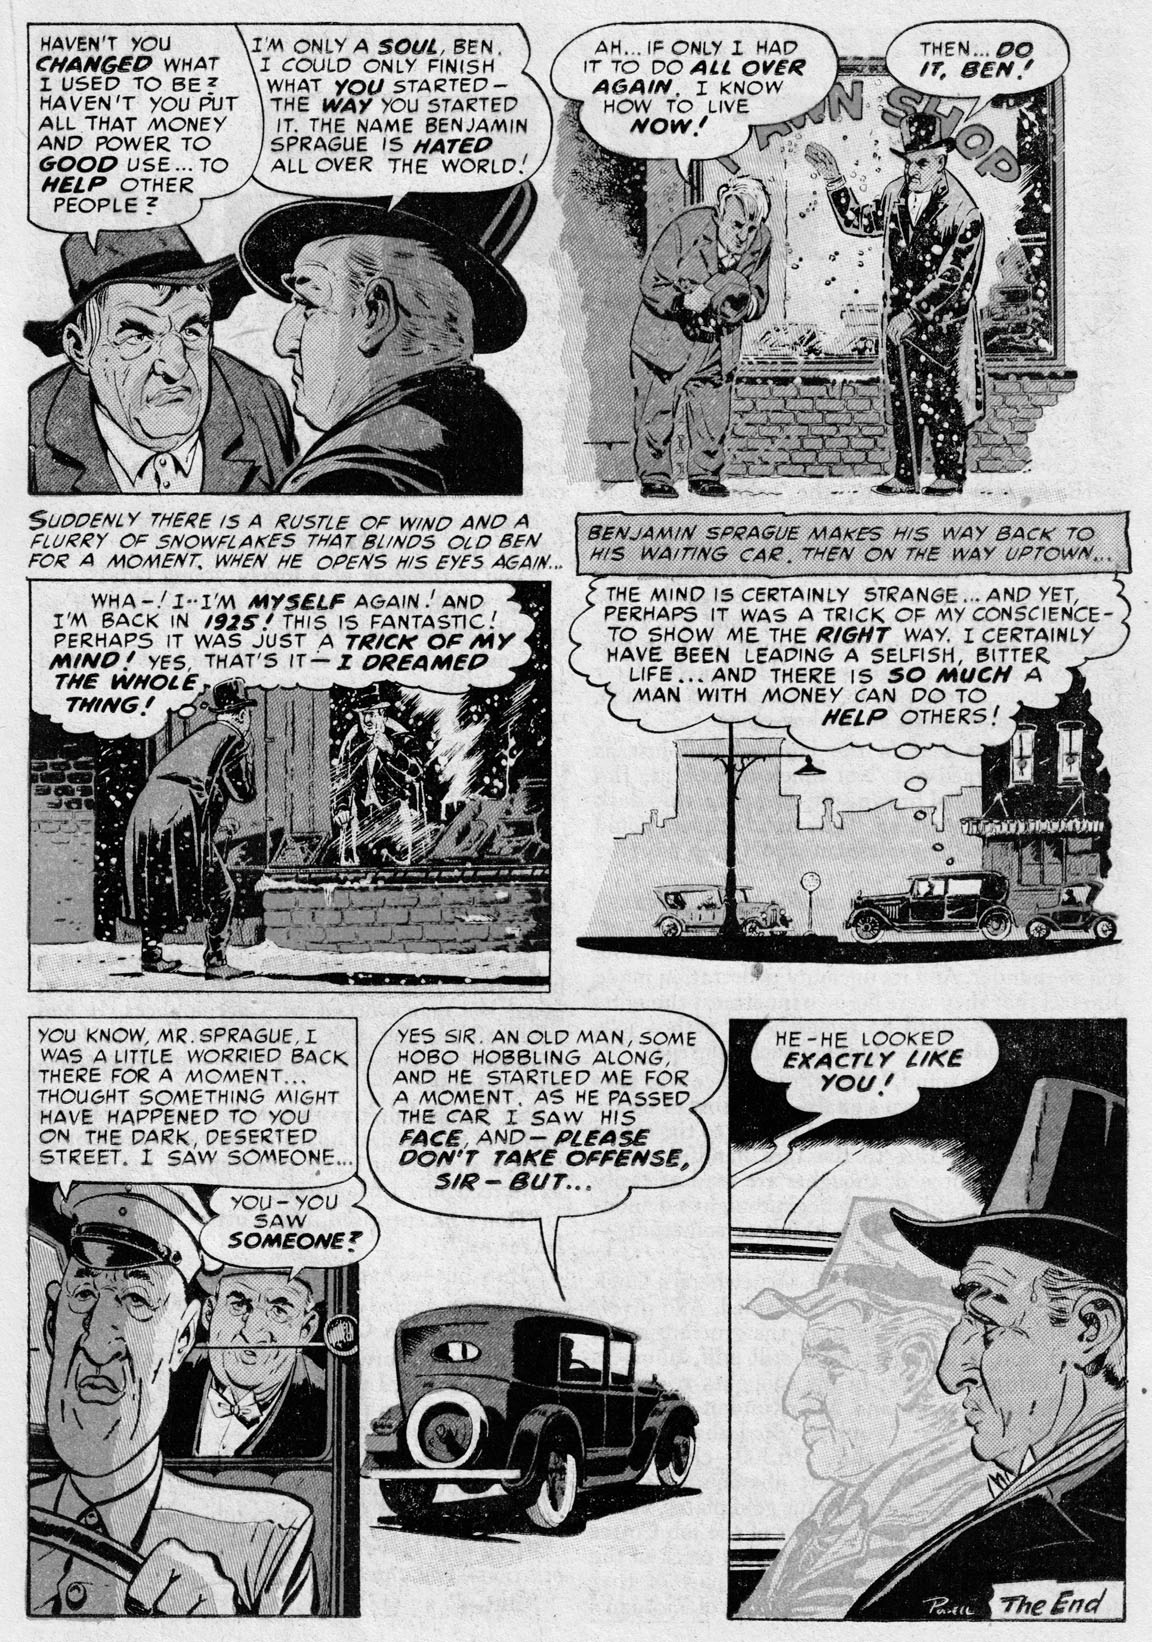 HAVEN'T YOU
CHANGED WHAT
I USED TO BE?
HAVEN'T YOU PUT
ALL THAT MONEY
AND POWER TO
GOOD USE... TO
HELP OTHER
PEOPLE?
I'M ONLY A SOUL, BEN.
I COULD ONLY FINISH
WHAT YOU STARTED—
THE WAY YOU STARTED
IT. THE NAME BENJAMIN
SPRAGUE IS HATED
ALL OVER THE WORLD!
AH... IF ONLY I HAD
IT TO DO ALL OVER
AGAIN. I KNOW
HOW TO LIVE
NOW!
THEN... DO
IT, BEN!
PAWN SHOP
SUDDENLY THERE IS A RUSTLE OF WIND AND A
FLURRY OF SNOWFLAKES THAT BLINDS OLD BEN
FOR A MOMENT. WHEN HE OPENS HIS EYES AGAIN...
WHA—! I--I'M MYSELF AGAIN! AND
I'M BACK IN 1925! THIS IS FANTASTIC!
PERHAPS IT WAS JUST A TRICK OF MY
MIND! YES, THAT'S IT— I DREAMED
THE WHOLE
THING!
BENJAMIN SPRAGUE MAKES HIS WAY BACK TO
HIS WAITING CAR. THEN ON THE WAY UPTOWN...
THE MIND IS CERTAINLY STRANGE... AND YET,
PERHAPS IT WAS A TRICK OF MY CONSCIENCE-
TO SHOW ME THE RIGHT WAY. I CERTAINLY
HAVE BEEN LEADING A SELFISH, BITTER
LIFE... AND THERE IS SO MUCH A
MAN WITH MONEY CAN DO TO
HELP OTHERS!
YOU KNOW, MR. SPRAGUE, I
WAS A LITTLE WORRIED BACK
THERE FOR A MOMENT...
THOUGHT SOMETHING MIGHT
HAVE HAPPENED TO YOU
ON THE DARK, DESERTED
STREET. I SAW SOMEONE...
YOU—YOU
SAW
SOMEONE?
YES SIR. AN OLD MAN, SOME
HOBO HOBBLING ALONG,
AND HE STARTLED ME FOR
A MOMENT. AS HE PASSED
THE CAR I SAW HIS
FACE, AND— PLEASE
DON'T TAKE OFFENSE,
SIR — BUT...
HE-HE LOOKED
EXACTLY LIKE
YOU!
Powell
The End